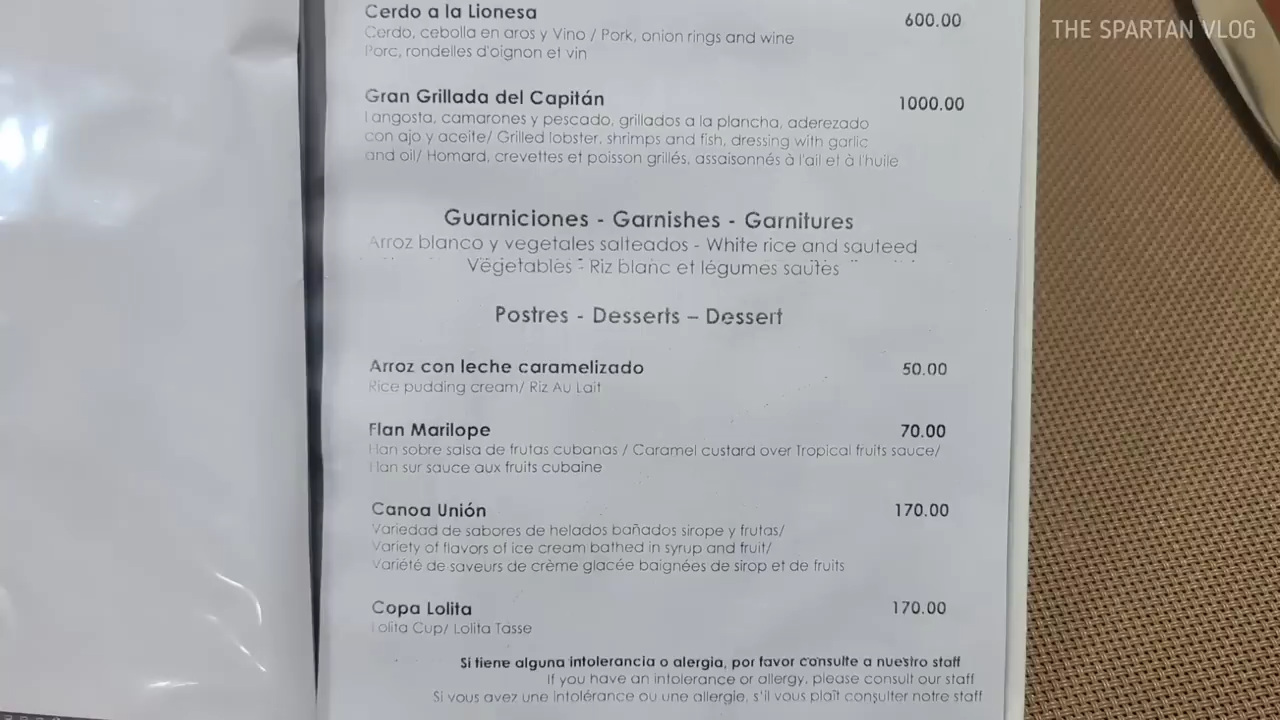 THE SPARTAN VLOG
Cerdo a la Lionesa 600.00
Cerdo, cebolla en aros y Vino / Pork, onion rings and wine
Porc, rondelles d'oignon et vin
Gran Grillada del Capitán 1000.00
Langosta, camarones y pescado, grillados a la plancha, aderezado
con ajo y aceite/ Grilled lobster, shrimps and fish, dressing with garlic
and oil/ Homard, crevettes et poisson grillés, assaisonnés à l'ail et à l'huile
Guarniciones - Garnishes - Garnitures
Arroz blanco y vegetales salteados - White rice and sauteed
Vegetables - Riz blanc et légumes sautés
Postres - Desserts – Dessert
Arroz con leche caramelizado 50.00
Rice pudding cream/ Riz Au Lait
Flan Marilope 70.00
Flan sobre salsa de frutas cubanas / Caramel custard over Tropical fruits sauce/
Flan sur sauce aux fruits cubaine
Canoa Unión 170.00
Variedad de sabores de helados bañados sirope y frutas/
Variety of flavors of ice cream bathed in syrup and fruit/
Variété de saveurs de crème glacée baignées de sirop et de fruits
Copa Lolita 170.00
Lolita Cup/ Lolita Tasse
Si tiene alguna intolerancia o alergia, por favor consulte a nuestro staff
If you have an intolerance or allergy, please consult our staff
Si vous avez une intolérance ou une allergie, s'il vous plaît consulter notre staff